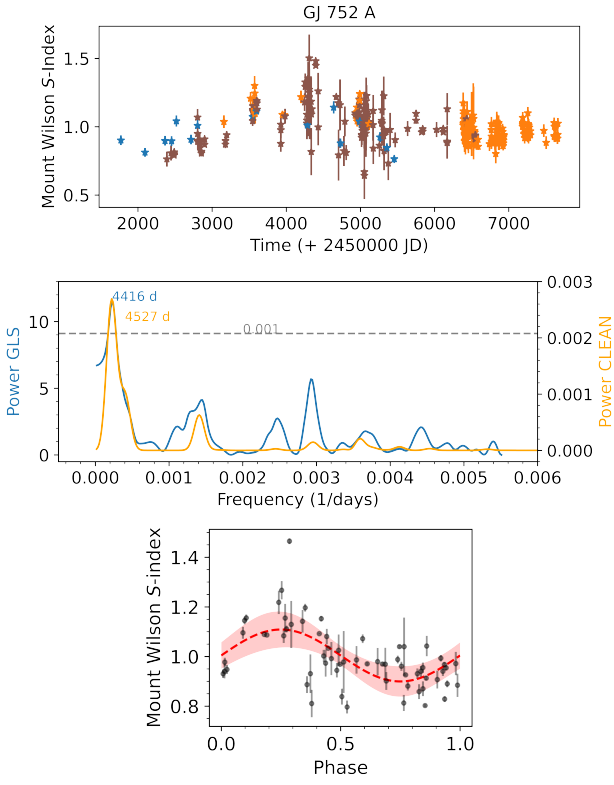 GJ 752 A
Mount Wilson S-Index
1.5
1.0
0.5
2000 3000 4000 5000 6000 7000
Time (+ 2450000 JD)
Power GLS
10
5
0
4416 d
4527 d
0.001
0.003
0.002
0.001
0.000
Power CLEAN
0.000 0.001 0.002 0.003 0.004 0.005 0.006
Frequency (1/days)
Mount Wilson S-index
1.4
1.2
1.0
0.8
0.0 0.5 1.0
Phase